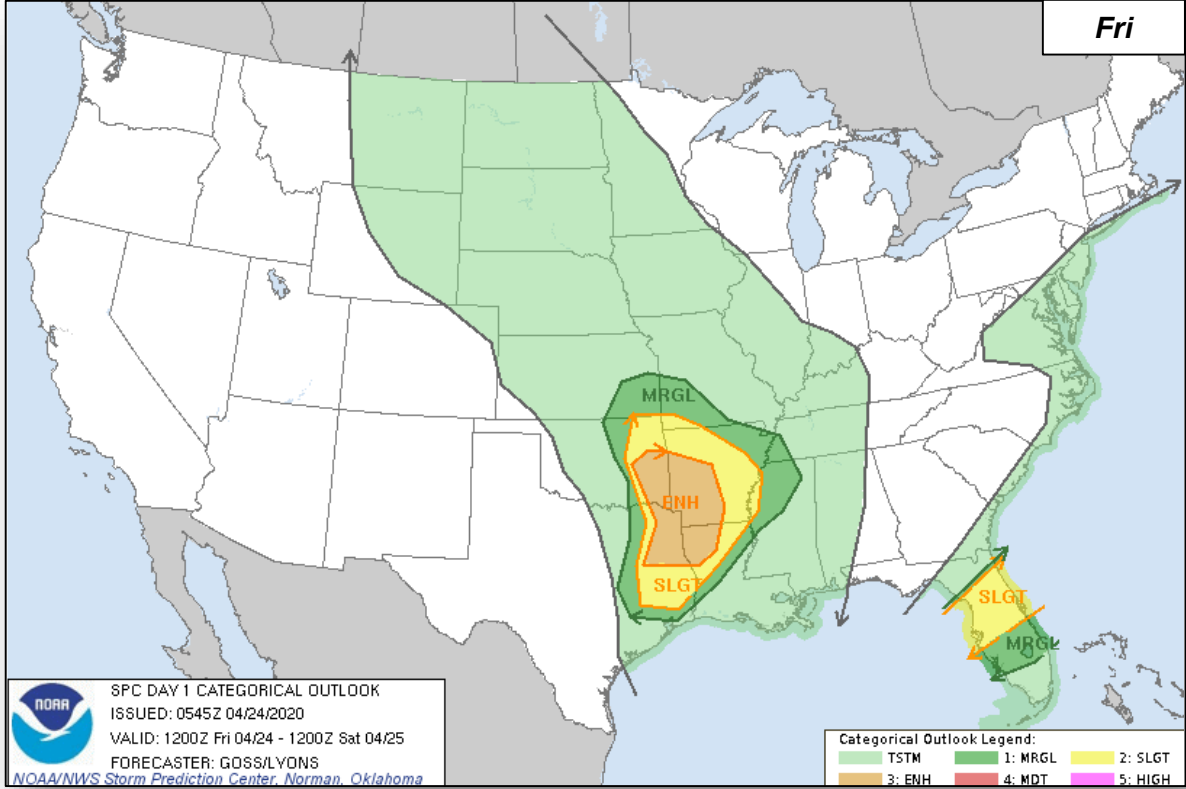 Fri
MRGL
ENH
SLGT
SLGT
MRGL
NOAA
SPC DAY 1 CATEGORICAL OUTLOOK
ISSUED: 0545Z 04/24/2020
VALID: 1200Z Fri 04/24 - 1200Z Sat 04/25
FORECASTER: GOSS/LYONS
NOAA/NWS Storm Prediction Center, Norman, Oklahoma
Categorical Outlook Legend:
TSTM 1: MRGL 2: SLGT
3: ENH 4: MDT 5: HIGH